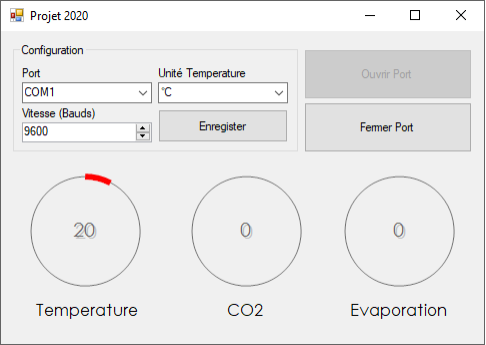 Projet 2020
Configuration
Port
Unité Temperature
COM1
°C
Vitesse (Bauds)
9600
Enregister
Ouvrir Port
Fermer Port
20
0
0
Temperature
CO2
Evaporation